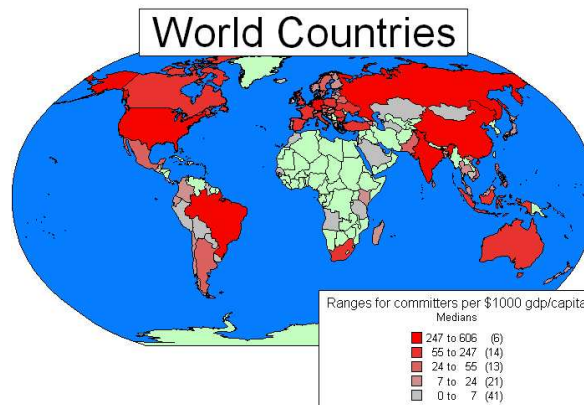 World Countries
Ranges for committers per $1000 gdp/capita
Medians
247 to 606 (6)
55 to 247 (14)
24 to 55 (13)
7 to 24 (21)
0 to 7 (41)